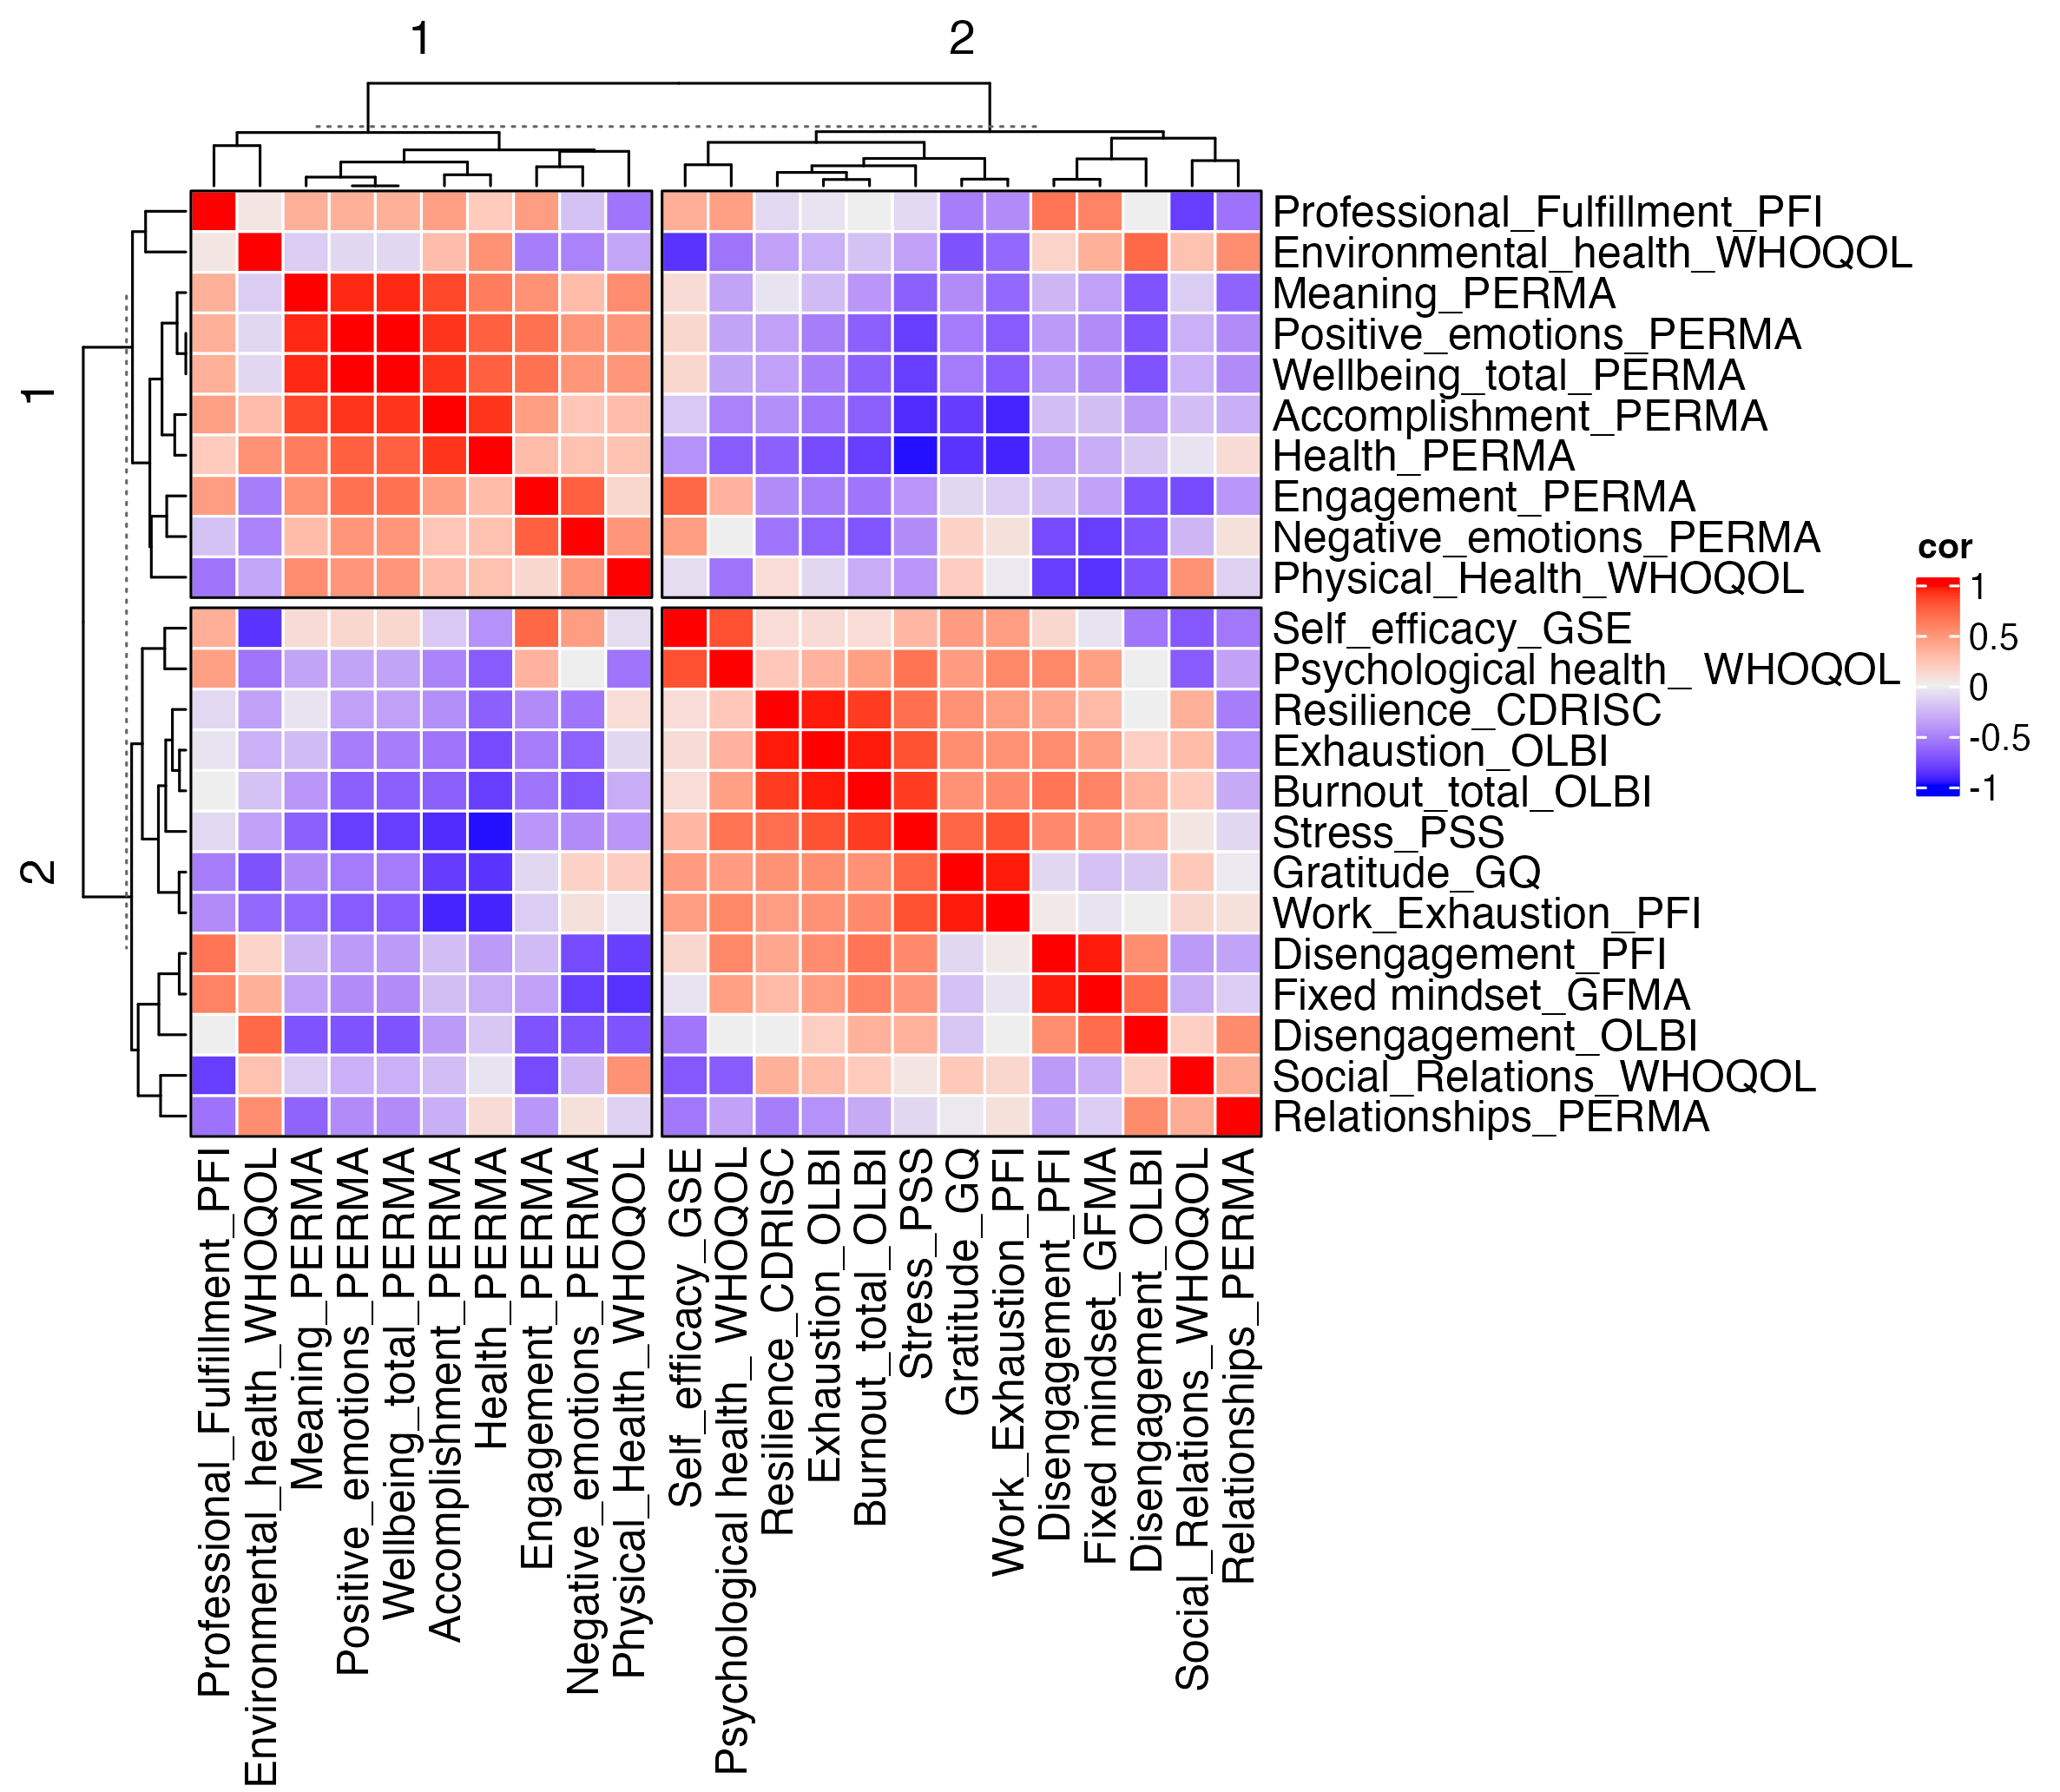 1
2
1
2
Professional_Fulfillment_PFI
Environmental_health_WHOQOL
Meaning_PERMA
Positive_emotions_PERMA
Wellbeing_total_PERMA
Accomplishment_PERMA
Health_PERMA
Engagement_PERMA
Negative_emotions_PERMA
Physical_Health_WHOQOL
Self_efficacy_GSE
Psychological health_ WHOQOL
Resilience_CDRISC
Exhaustion_OLBI
Burnout_total_OLBI
Stress_PSS
Gratitude_GQ
Work_Exhaustion_PFI
Disengagement_PFI
Fixed mindset_GFMA
Disengagement_OLBI
Social_Relations_WHOQOL
Relationships_PERMA
cor
1
0.5
0
-0.5
-1
Professional_Fulfillment_PFI
Environmental_health_WHOQOL
Meaning_PERMA
Positive_emotions_PERMA
Wellbeing_total_PERMA
Accomplishment_PERMA
Health_PERMA
Engagement_PERMA
Negative_emotions_PERMA
Physical_Health_WHOQOL
Self_efficacy_GSE
Psychological health_ WHOQOL
Resilience_CDRISC
Exhaustion_OLBI
Burnout_total_OLBI
Stress_PSS
Gratitude_GQ
Work_Exhaustion_PFI
Disengagement_PFI
Fixed mindset_GFMA
Disengagement_OLBI
Social_Relations_WHOQOL
Relationships_PERMA